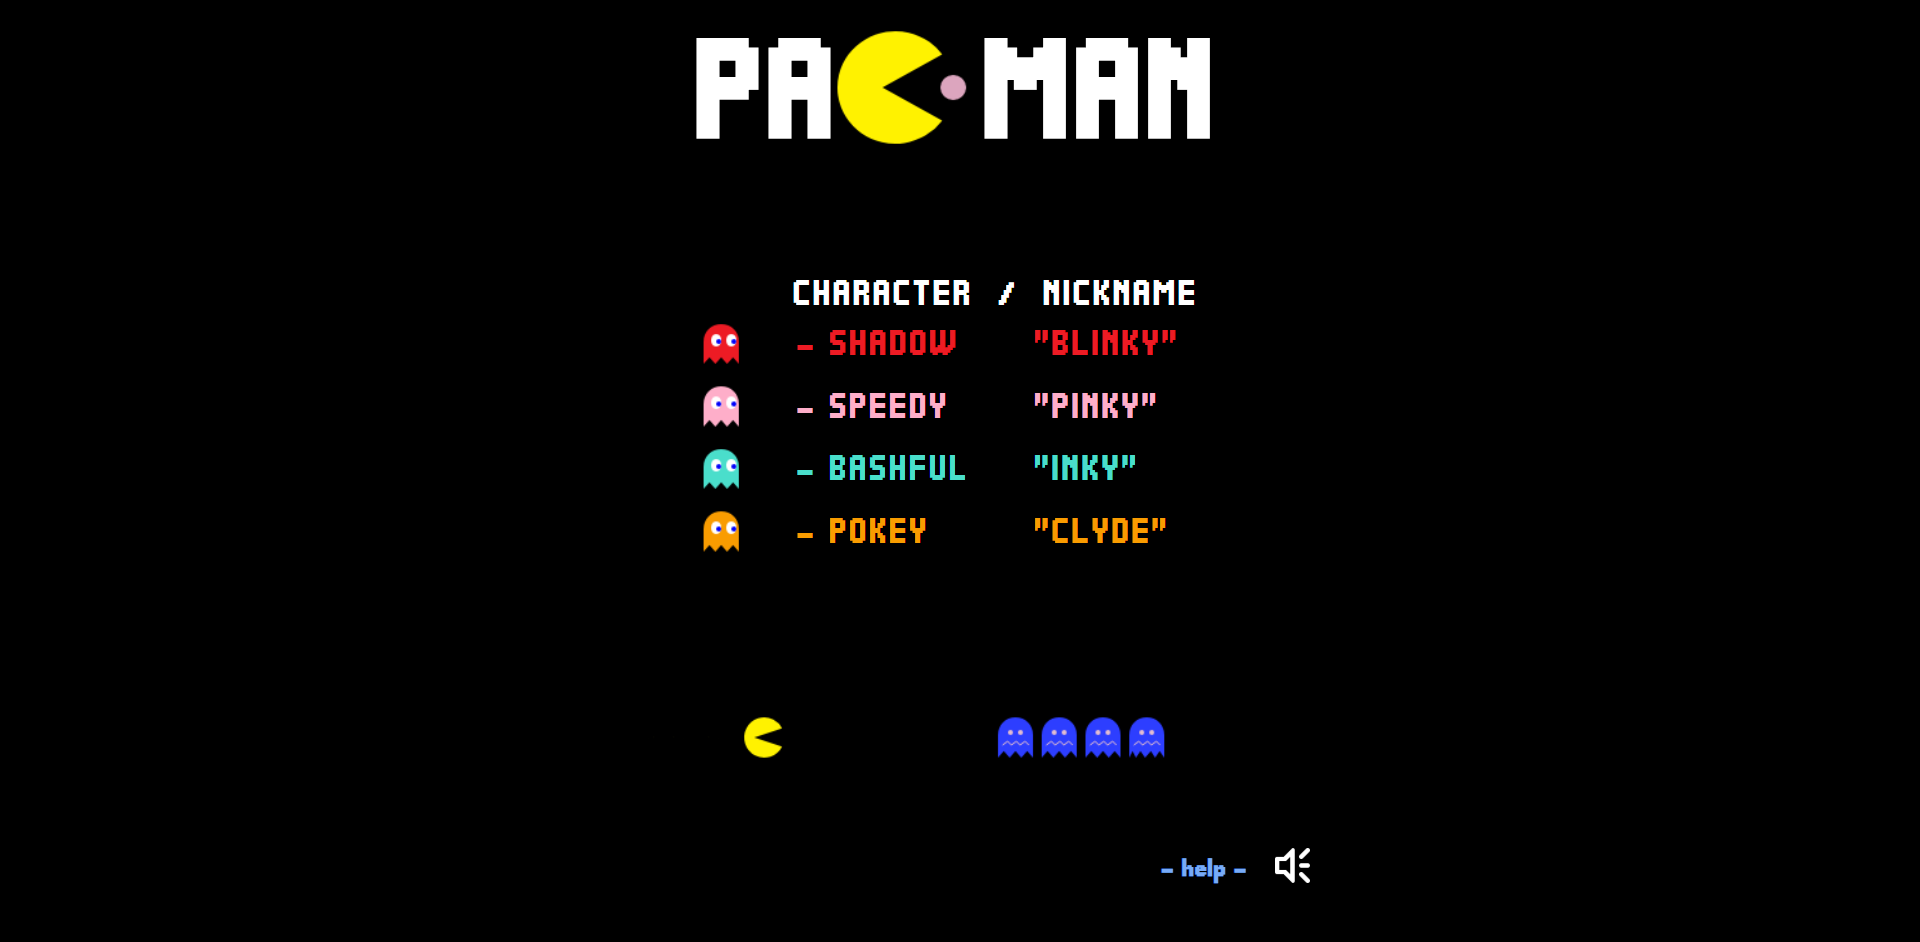 PAC MAN
CHARACTER / NICKNAME
- SHADOW "BLINKY"
- SPEEDY "PINKY"
- BASHFUL "INKY"
- POKEY "CLYDE"
- help -